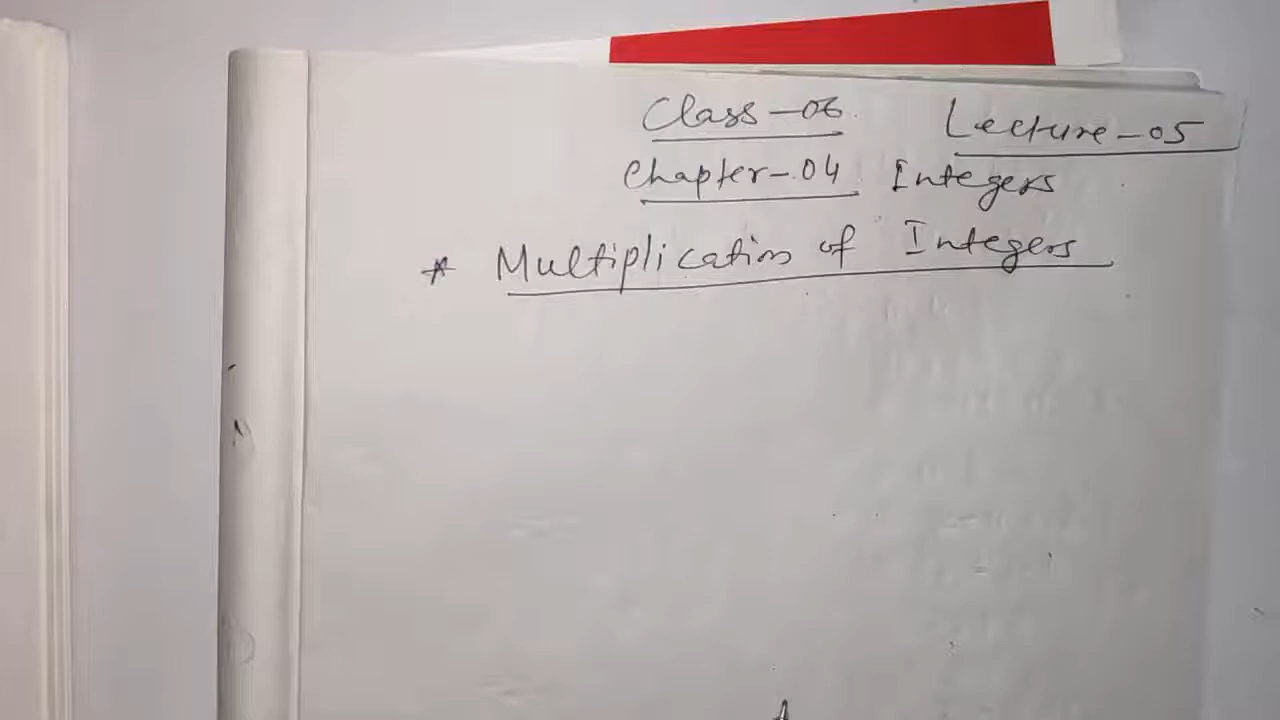 Class-06. Lecture-05
Chapter-04 Integers
* Multiplication of Integers